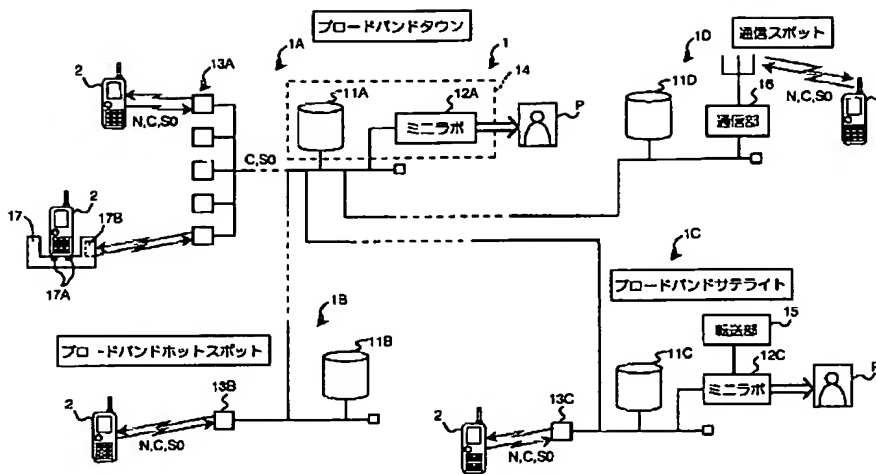 ブロードバンドタウン
通信スポット
1A
1
1D
14
2
13A
11A
12A
11D
16
P
ミニラボ
通信部
N,C,S0
N,C,S0
C,S0
2
17
17B
17A
1C
ブロードバンドサテライト
1B
転送部
15
ブロードバンドホットスポット
11B
11C
12C
P
2
13B
2
13C
ミニラボ
N,C,S0
N,C,S0